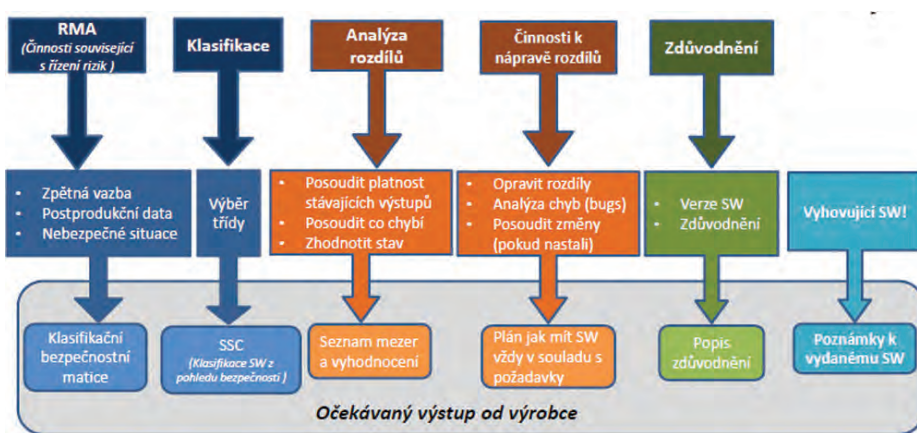 RMA
(Činnosti související
s řízení rizik )
Klasifikace
Analýza
rozdílů
Činnosti k
nápravě rozdílů
Zdůvodnění
• Zpětná vazba
• Postprodukční data
• Nebezpečné situace
Výběr
třídy
• Posoudit platnost
stávajících výstupů
• Posoudit co chybí
• Zhodnotit stav
• Opravit rozdíly
• Analýza chyb (bugs)
• Posoudit změny
(pokud nastali)
• Verze SW
• Zdůvodnění
Vyhovující SW!
Klasifikační
bezpečnostní
matice
SSC
(Klasifikace SW z
pohledu bezpečnosti )
Seznam mezer
a vyhodnocení
Plán jak mít SW
vždy v souladu s
požadavky
Popis
zdůvodnění
Poznámky k
vydanému SW
Očekávaný výstup od výrobce